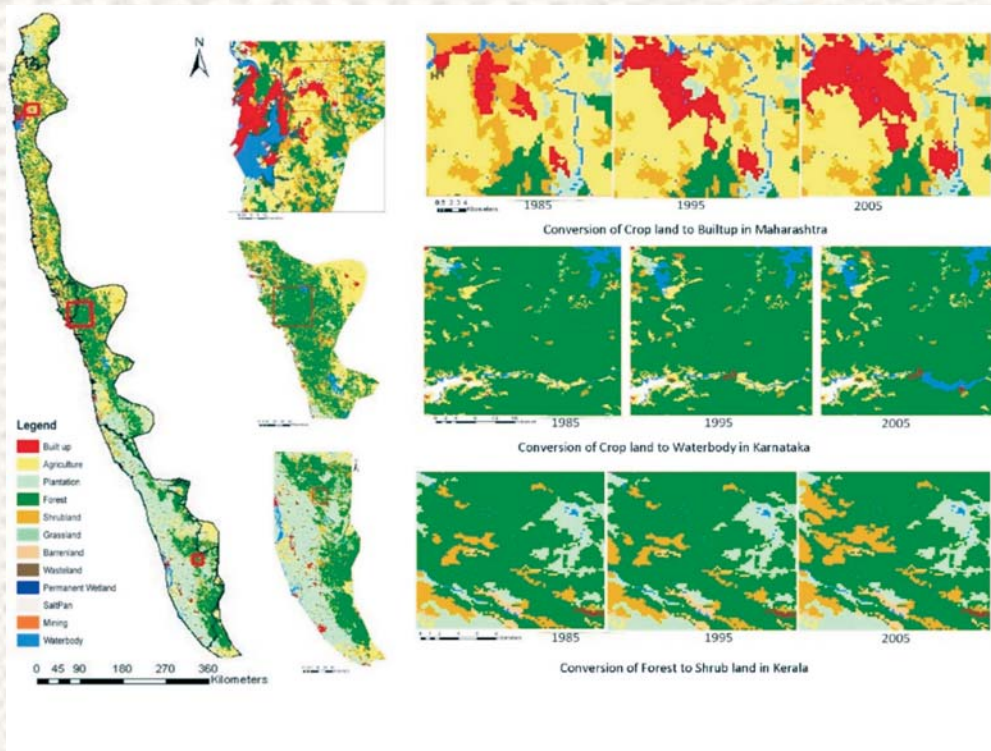 N
1985
1995
2005
Kilometers
Conversion of Crop land to Builtup in Maharashtra
1985
1995
2005
Conversion of Crop land to Waterbody in Karnataka
1985
1995
2005
Conversion of Forest to Shrub land in Kerala
Legend
Built up
Agriculture
Plantation
Forest
Shrubland
Grassland
Barrenland
Wasteland
Permanent Wetland
SaltPan
Mining
Waterbody
0 45 90 180 270 360
Kilometers